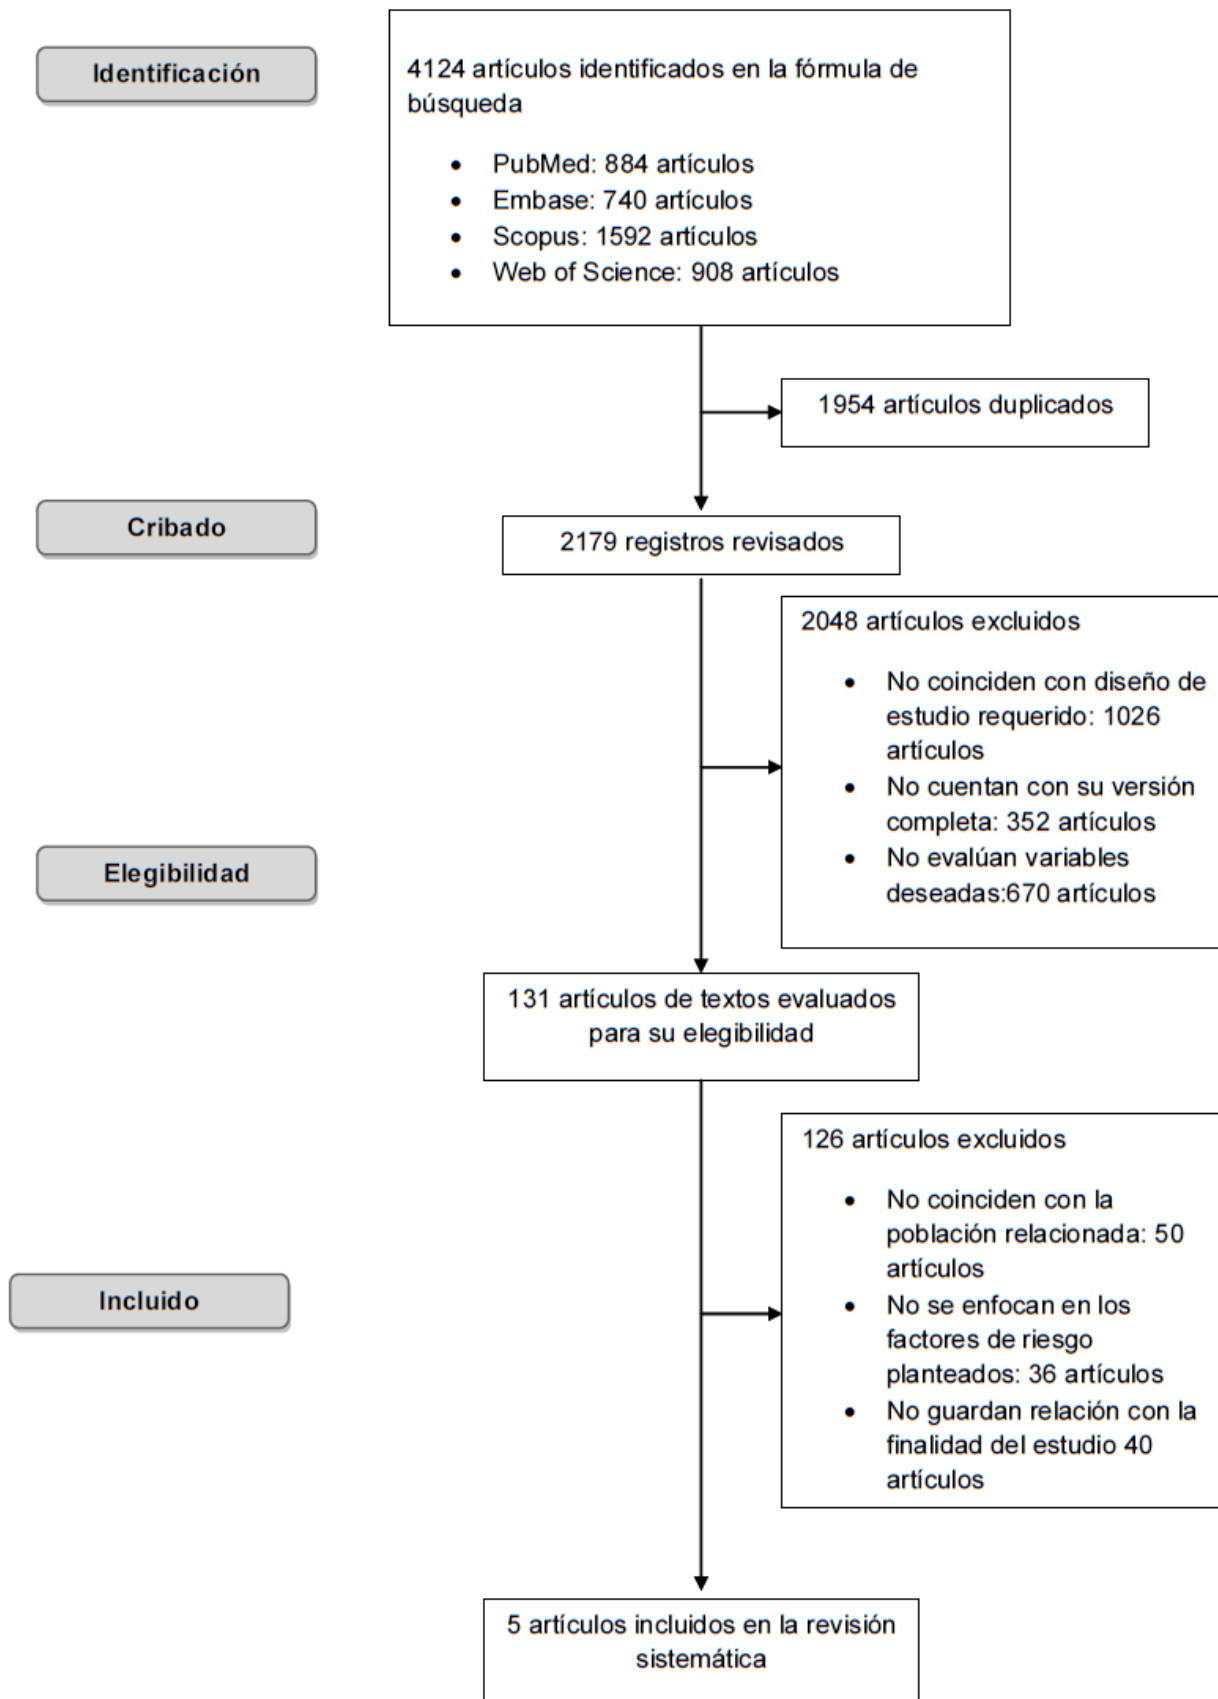 Identificación
4124 artículos identificados en la fórmula de
búsqueda
• PubMed: 884 artículos
• Embase: 740 artículos
• Scopus: 1592 artículos
• Web of Science: 908 artículos
1954 artículos duplicados
Cribado
2179 registros revisados
2048 artículos excluidos
• No coinciden con diseño de
estudio requerido: 1026
artículos
• No cuentan con su versión
completa: 352 artículos
• No evalúan variables
deseadas:670 artículos
Elegibilidad
131 artículos de textos evaluados
para su elegibilidad
126 artículos excluidos
• No coinciden con la
población relacionada: 50
artículos
• No se enfocan en los
factores de riesgo
planteados: 36 artículos
• No guardan relación con la
finalidad del estudio 40
artículos
Incluido
5 artículos incluidos en la revisión
sistemática